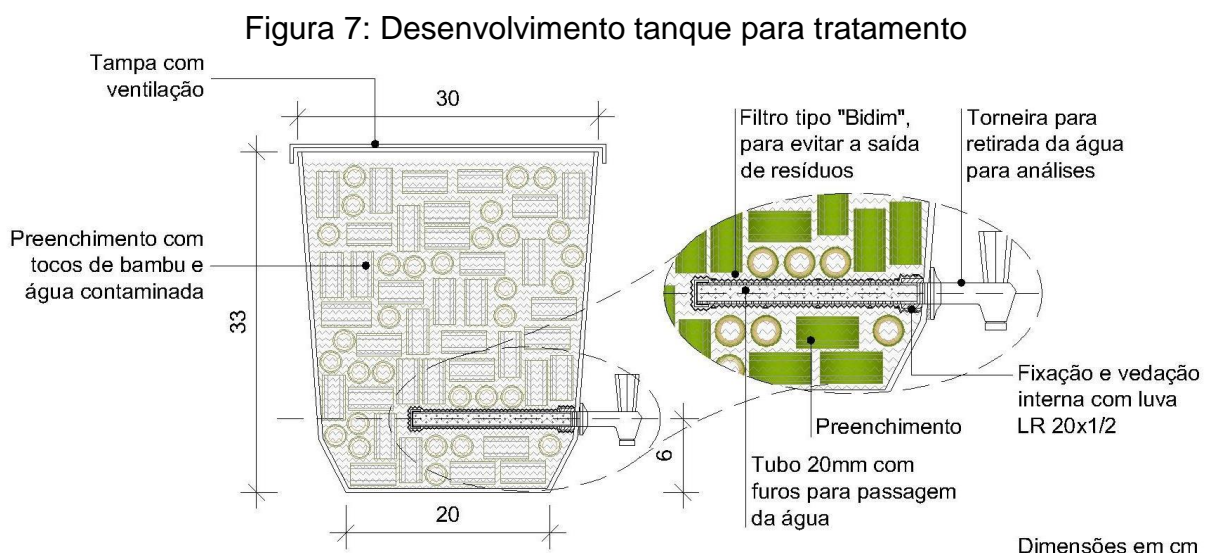 Figura 7: Desenvolvimento tanque para tratamento
Tampa com
ventilação
30
Filtro tipo "Bidim",
para evitar a saída
de resíduos
Torneira para
retirada da água
para análises
Preenchimento com
tocos de bambu e
água contaminada
33
Fixação e vedação
interna com luva
LR 20x1/2
Preenchimento
6
Tubo 20mm com
furos para passagem
da água
20
Dimensões em cm